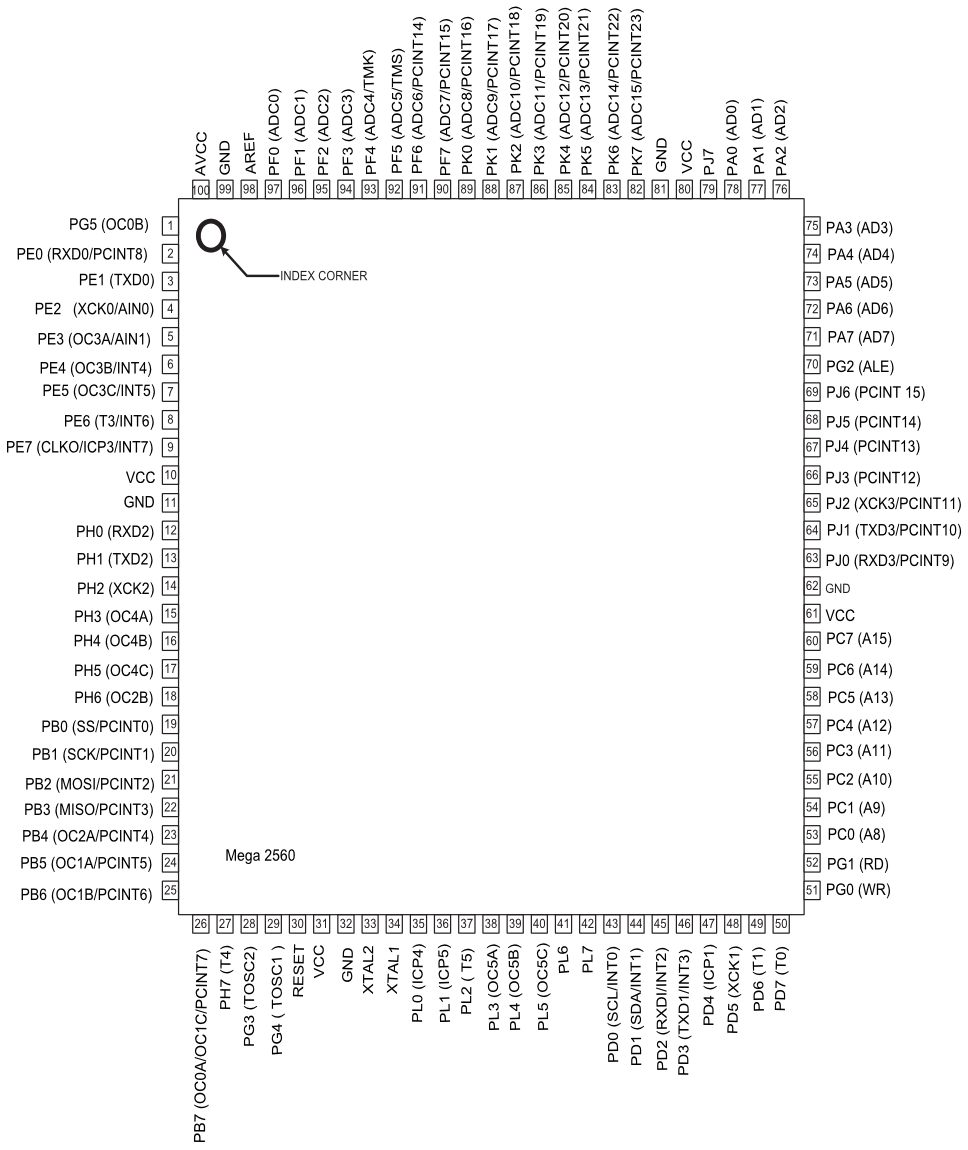 AVCC
GND
AREF
PF0 (ADC0)
PF1 (ADC1)
PF2 (ADC2)
PF3 (ADC3)
PF4 (ADC4/TMK)
PF5 (ADC5/TMS)
PF6 (ADC6/PCINT14)
PF7 (ADC7/PCINT15)
PK0 (ADC8/PCINT16)
PK1 (ADC9/PCINT17)
PK2 (ADC10/PCINT18)
PK3 (ADC11/PCINT19)
PK4 (ADC12/PCINT20)
PK5 (ADC13/PCINT21)
PK6 (ADC14/PCINT22)
PK7 (ADC15/PCINT23)
GND
VCC
PJ7
PA0 (AD0)
PA1 (AD1)
PA2 (AD2)
100 99 98 97 96 95 94 93 92 91 90 89 88 87 86 85 84 83 82 81 80 79 78 77 76
PG5 (OC0B) 1
PE0 (RXD0/PCINT8) 2
PE1 (TXD0) 3
PE2 (XCK0/AIN0) 4
PE3 (OC3A/AIN1) 5
PE4 (OC3B/INT4) 6
PE5 (OC3C/INT5) 7
PE6 (T3/INT6) 8
PE7 (CLKO/ICP3/INT7) 9
VCC 10
GND 11
PH0 (RXD2) 12
PH1 (TXD2) 13
PH2 (XCK2) 14
PH3 (OC4A) 15
PH4 (OC4B) 16
PH5 (OC4C) 17
PH6 (OC2B) 18
PB0 (SS/PCINT0) 19
PB1 (SCK/PCINT1) 20
PB2 (MOSI/PCINT2) 21
PB3 (MISO/PCINT3) 22
PB4 (OC2A/PCINT4) 23
PB5 (OC1A/PCINT5) 24
PB6 (OC1B/PCINT6) 25
INDEX CORNER
Mega 2560
75 PA3 (AD3)
74 PA4 (AD4)
73 PA5 (AD5)
72 PA6 (AD6)
71 PA7 (AD7)
70 PG2 (ALE)
69 PJ6 (PCINT 15)
68 PJ5 (PCINT14)
67 PJ4 (PCINT13)
66 PJ3 (PCINT12)
65 PJ2 (XCK3/PCINT11)
64 PJ1 (TXD3/PCINT10)
63 PJ0 (RXD3/PCINT9)
62 GND
61 VCC
60 PC7 (A15)
59 PC6 (A14)
58 PC5 (A13)
57 PC4 (A12)
56 PC3 (A11)
55 PC2 (A10)
54 PC1 (A9)
53 PC0 (A8)
52 PG1 (RD)
51 PG0 (WR)
26 27 28 29 30 31 32 33 34 35 36 37 38 39 40 41 42 43 44 45 46 47 48 49 50
PB7 (OC0A/OC1C/PCINT7)
PH7 (T4)
PG3 (TOSC2)
PG4 ( TOSC1 )
RESET
VCC
GND
XTAL2
XTAL1
PL0 (ICP4)
PL1 (ICP5)
PL2 ( T5)
PL3 (OC5A)
PL4 (OC5B)
PL5 (OC5C)
PL6
PL7
PD0 (SCL/INT0)
PD1 (SDA/INT1)
PD2 (RXDI/INT2)
PD3 (TXD1/INT3)
PD4 (ICP1)
PD5 (XCK1)
PD6 (T1)
PD7 (T0)